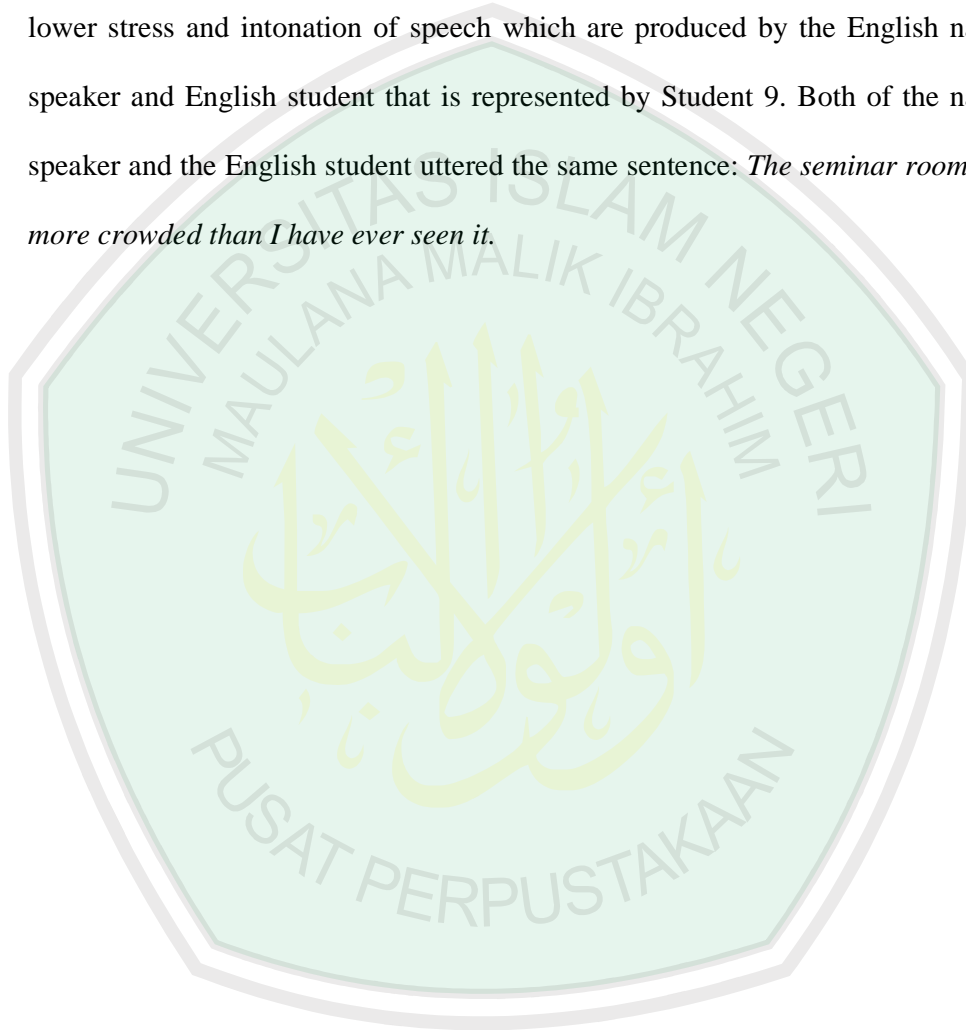 lower stress and intonation of speech which are produced by the English n
speaker and English student that is represented by Student 9. Both of the n
speaker and the English student uttered the same sentence: The seminar room
more crowded than I have ever seen it.
UNIVERSITAS ISLAM NEGERI
MAULANA MALIK IBRAHIM
PUSAT PERPUSTAKAAN